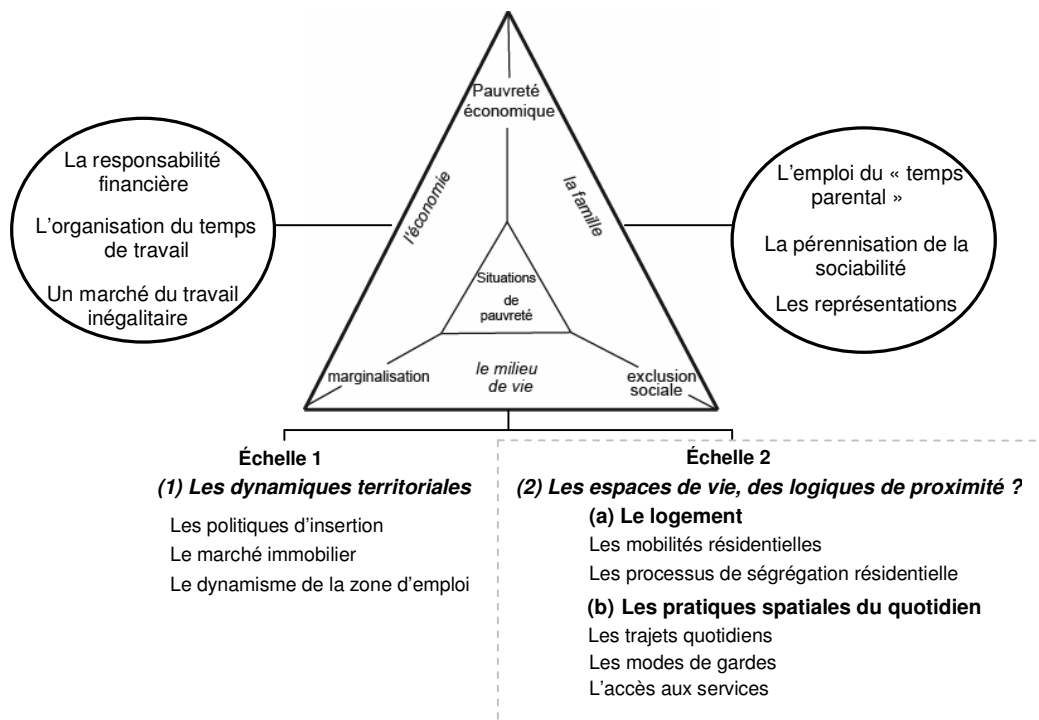 Pauvreté
économique
La responsabilité
financière
L'organisation du temps
de travail
Un marché du travail
inégalitaire
l'économie
la famille
L'emploi du « temps
parental »
La pérennisation de la
sociabilité
Les représentations
Situations
de
pauvreté
marginalisation
le milieu
de vie
exclusion
sociale
Échelle 1
(1) Les dynamiques territoriales
Les politiques d'insertion
Le marché immobilier
Le dynamisme de la zone d'emploi
Échelle 2
(2) Les espaces de vie, des logiques de proximité ?
(a) Le logement
Les mobilités résidentielles
Les processus de ségrégation résidentielle
(b) Les pratiques spatiales du quotidien
Les trajets quotidiens
Les modes de gardes
L'accès aux services